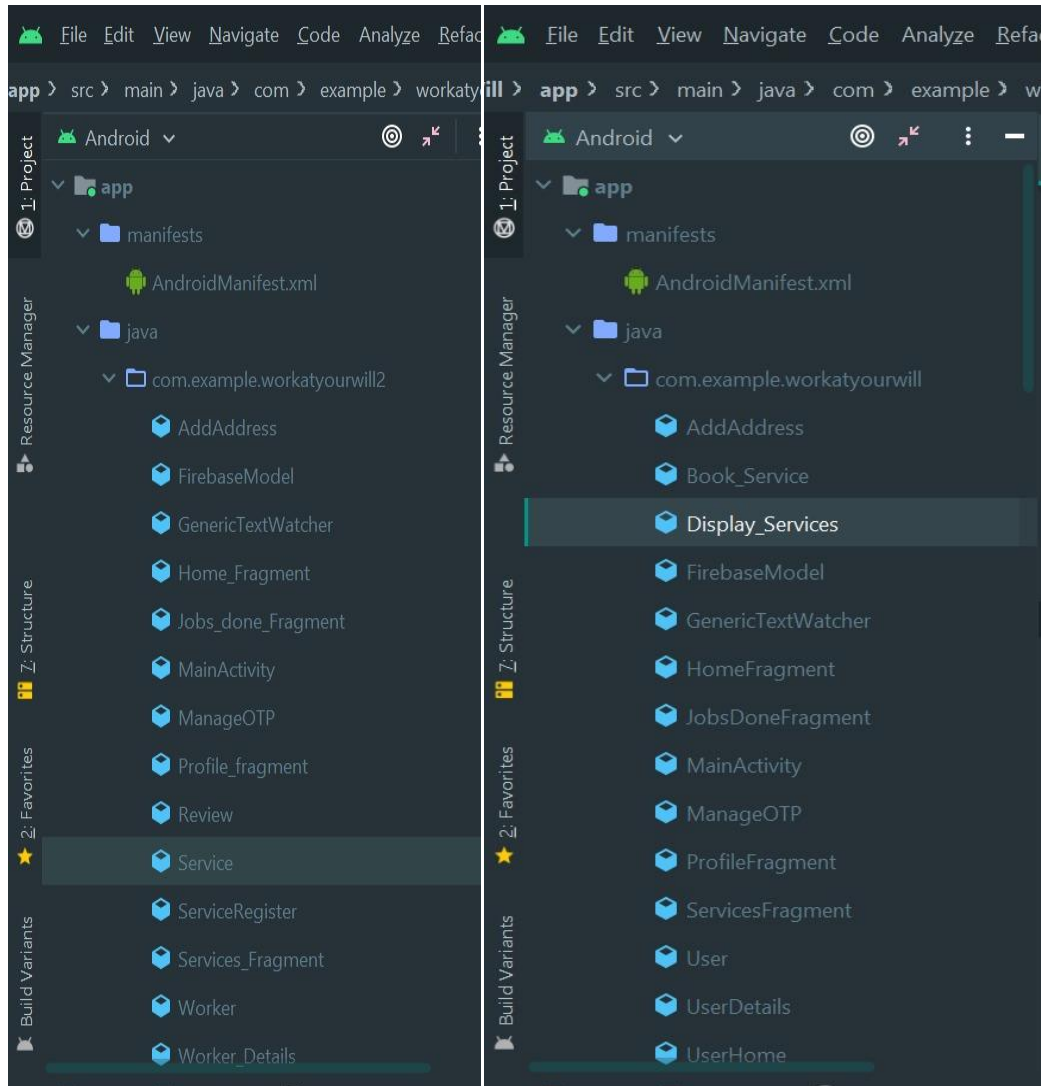 File Edit View Navigate Code Analyze Refac
app > src > main > java > com > example > workaty
Android
app
manifests
AndroidManifest.xml
java
com.example.workatyourwill2
AddAddress
FirebaseModel
GenericTextWatcher
Home_Fragment
Jobs_done_Fragment
MainActivity
ManageOTP
Profile_fragment
Review
Service
ServiceRegister
Services_Fragment
Worker
Worker_Details
1: Project
Resource Manager
7: Structure
2: Favorites
Build Variants
File Edit View Navigate Code Analyze Refa
ill > app > src > main > java > com > example > w
Android
app
manifests
AndroidManifest.xml
java
com.example.workatyourwill
AddAddress
Book_Service
Display_Services
FirebaseModel
GenericTextWatcher
HomeFragment
JobsDoneFragment
MainActivity
ManageOTP
ProfileFragment
ServicesFragment
User
UserDetails
UserHome
1: Project
Resource Manager
7: Structure
2: Favorites
Build Variants